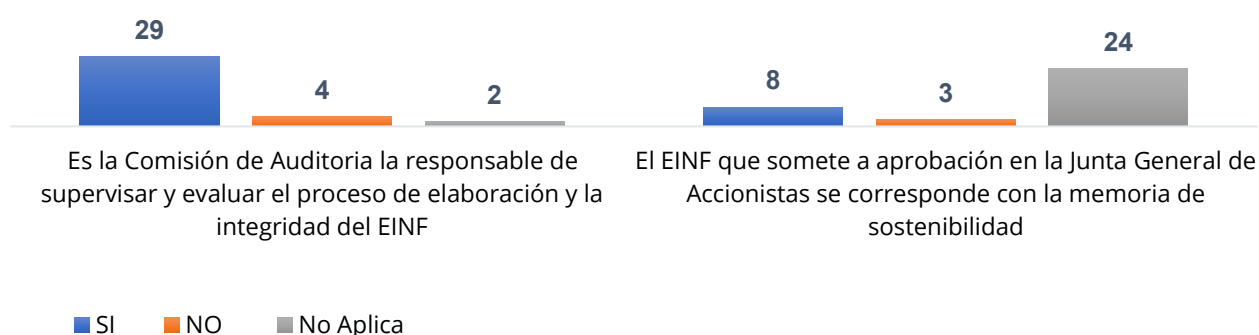 29
4
2
8
3
24
Es la Comisión de Auditoria la responsable de
supervisar y evaluar el proceso de elaboración y la
integridad del EINF
El EINF que somete a aprobación en la Junta General de
Accionistas se corresponde con la memoria de
sostenibilidad
SI NO No Aplica